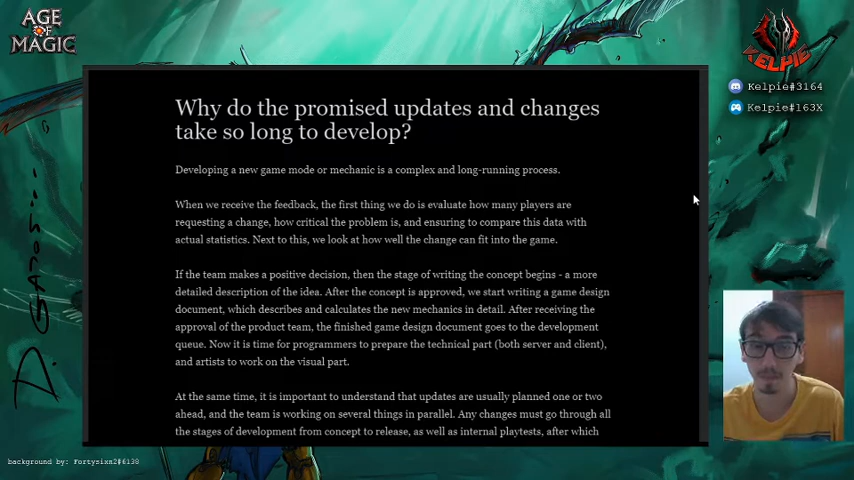 AGE
OF
MAGIC
KELPIE
Kelpie#3164
Kelpie#163X
Why do the promised updates and changes
take so long to develop?
Developing a new game mode or mechanic is a complex and long-running process.
When we receive the feedback, the first thing we do is evaluate how many players are
requesting a change, how critical the problem is, and ensuring to compare this data with
actual statistics. Next to this, we look at how well the change can fit into the game.
If the team makes a positive decision, then the stage of writing the concept begins - a more
detailed description of the idea. After the concept is approved, we start writing a game design
document, which describes and calculates the new mechanics in detail. After receiving the
approval of the product team, the finished game design document goes to the development
queue. Now it is time for programmers to prepare the technical part (both server and client),
and artists to work on the visual part.
At the same time, it is important to understand that updates are usually planned one or two
ahead, and the team is working on several things in parallel. Any changes must go through all
the stages of development from concept to release, as well as internal playtests, after which